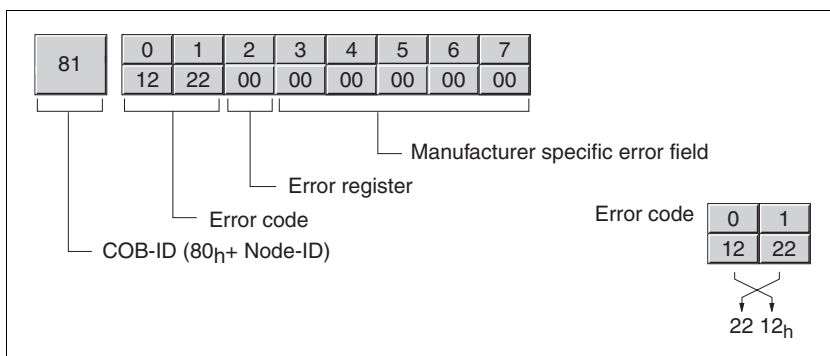 81
0 1 2 3 4 5 6 7
12 22 00 00 00 00 00 00
Manufacturer specific error field
Error register
Error code
COB-ID (80h+ Node-ID)
Error code
0 1
12 22
22 12h